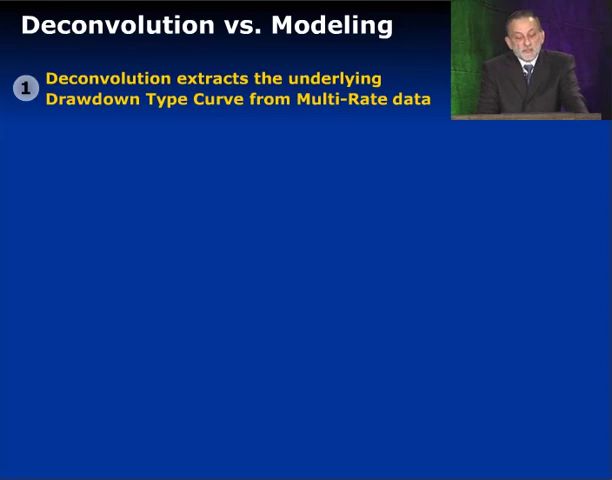 Deconvolution vs. Modeling
1 Deconvolution extracts the underlying
Drawdown Type Curve from Multi-Rate data